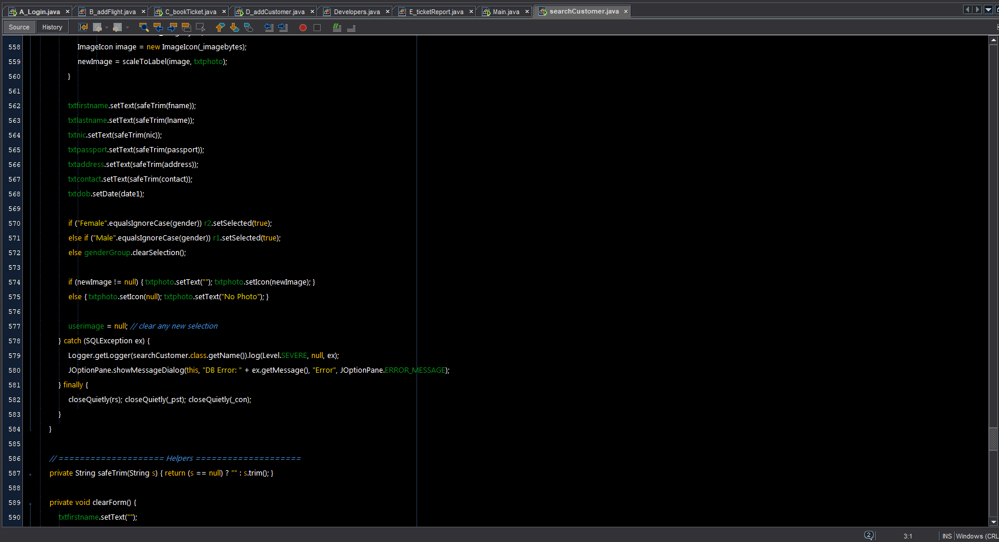 A_Login.java × B_addFlight.java × C_bookTicket.java × D_addCustomer.java × Developers.java × E_ticketReport.java × Main.java × searchCustomer.java ×
Source History
558 ImageIcon image = new ImageIcon(_imagebytes);
559 newImage = scaleToLabel(image, txtphoto);
560 }
561
562 txtfirstname.setText(safeTrim(fname));
563 txtlastname.setText(safeTrim(lname));
564 txtnic.setText(safeTrim(nic));
565 txtpassport.setText(safeTrim(passport));
566 txtaddress.setText(safeTrim(address));
567 txtcontact.setText(safeTrim(contact));
568 txtdob.setDate(date1);
569
570 if ("Female".equalsIgnoreCase(gender)) r2.setSelected(true);
571 else if ("Male".equalsIgnoreCase(gender)) r1.setSelected(true);
572 else genderGroup.clearSelection();
573
574 if (newImage != null) { txtphoto.setText(""); txtphoto.setIcon(newImage); }
575 else { txtphoto.setIcon(null); txtphoto.setText("No Photo"); }
576
577 userimage = null; // clear any new selection
578 } catch (SQLException ex) {
579 Logger.getLogger(searchCustomer.class.getName()).log(Level.SEVERE, null, ex);
580 JOptionPane.showMessageDialog(this, "DB Error: " + ex.getMessage(), "Error", JOptionPane.ERROR_MESSAGE);
581 } finally {
582 closeQuietly(rs); closeQuietly(_pst); closeQuietly(_con);
583 }
584 }
585
586 // ==================== Helpers ====================
587 private String safeTrim(String s) { return (s == null) ? "" : s.trim(); }
588
589 private void clearForm() {
590 txtfirstname.setText("");
2 3:1 INS Windows (CRL